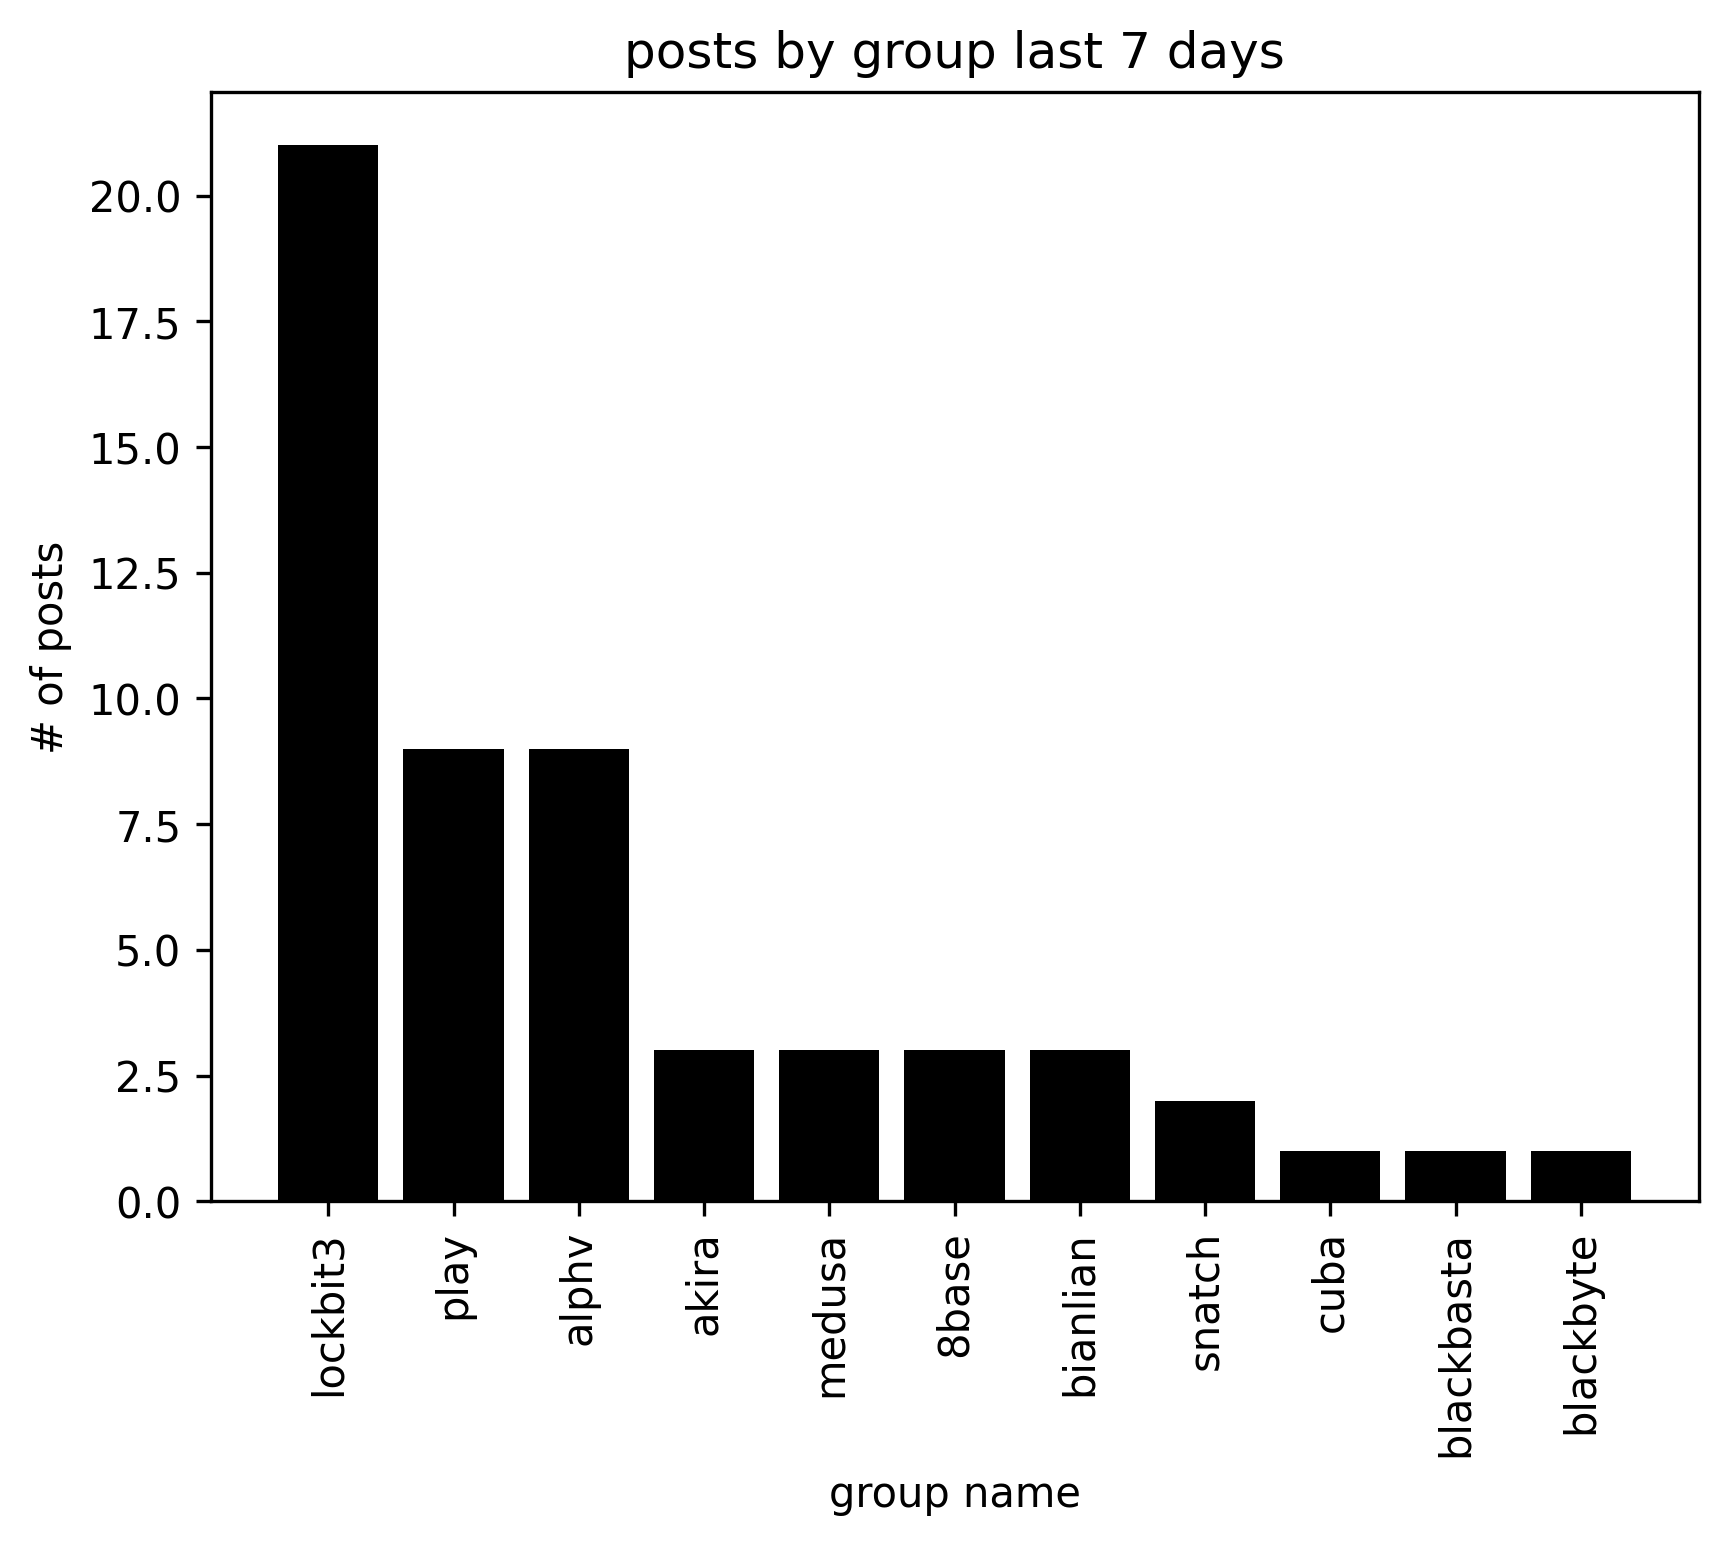 posts by group last 7 days
# of posts
20.0
17.5
15.0
12.5
10.0
7.5
5.0
2.5
0.0
lockbit3
play
alphv
akira
medusa
8base
bianlian
snatch
cuba
blackbasta
blackbyte
group name